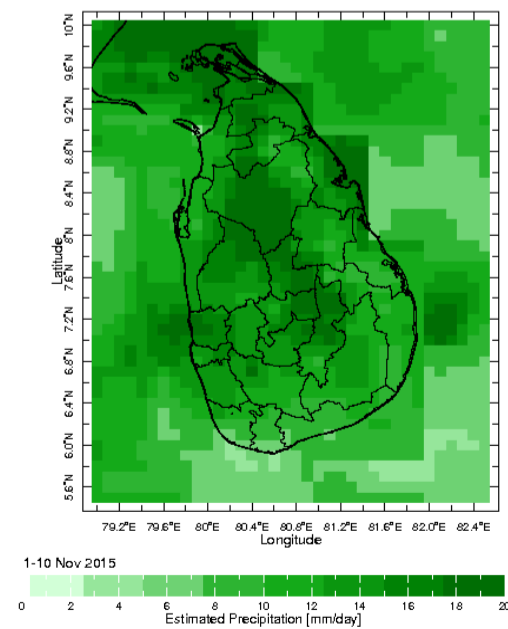 10°N
9.6°N
9.2°N
8.8°N
8.4°N
8°N
7.6°N
7.2°N
6.8°N
6.4°N
6.0°N
5.6°N
Latitude
79.2°E 79.6°E 80°E 80.4°E 80.8°E 81.2°E 81.6°E 82.0°E 82.4°E
Longitude
1-10 Nov 2015
0 2 4 6 8 10 12 14 16 18 20
Estimated Precipitation [mm/day]